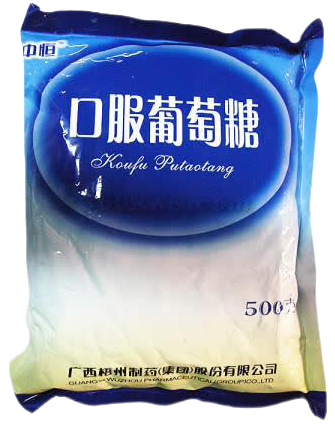 中恒
口服葡萄糖
Koufu Putaotang
500克
广西梧州制药(集团)股份有限公司
GUANGXI WUZHOU PHARMACEUTICAL(GROUP)CO.,LTD